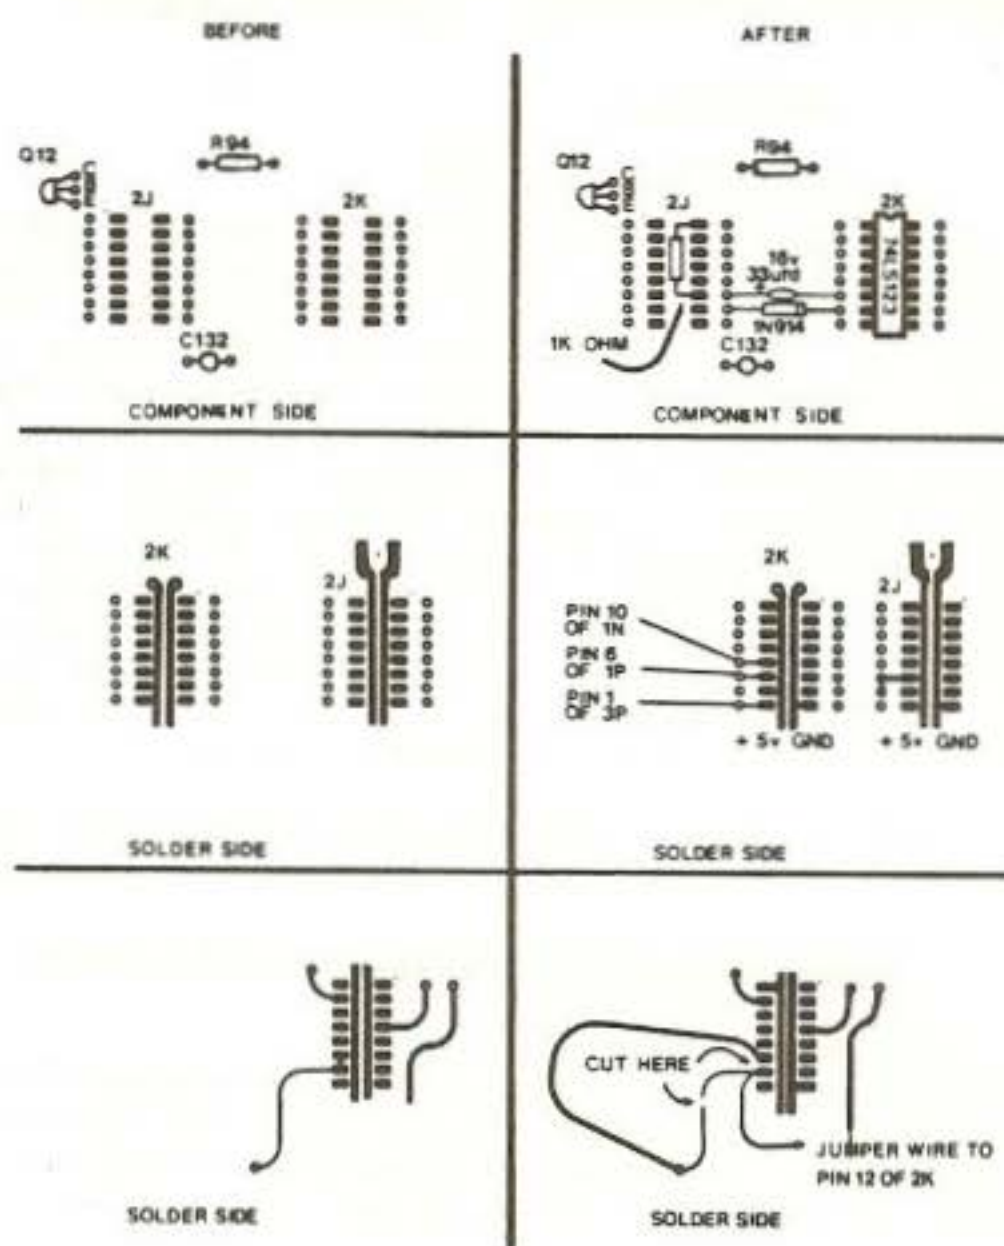 BEFORE
AFTER
Q12
R94
2J
2K
C132
COMPONENT SIDE
Q12
R94
2J
2K
16v
33ufd
+
74LS123
1N914
1K OHM
C132
COMPONENT SIDE
2K
2J
SOLDER SIDE
2K
2J
PIN 10
OF 1N
PIN 6
OF 1P
PIN 1
OF 3P
+ 5v GND
+ 5v GND
SOLDER SIDE
SOLDER SIDE
CUT HERE
JUMPER WIRE TO
PIN 12 OF 2K
SOLDER SIDE